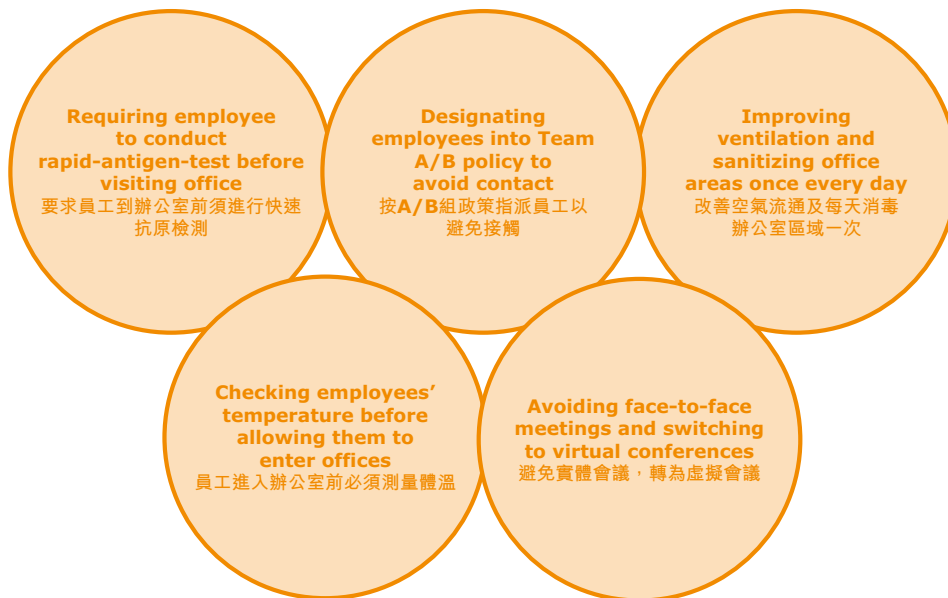 Requiring employee
to conduct
rapid-antigen-test before
visiting office
要求員工到辦公室前須進行快速
抗原檢測
Designating
employees into Team
A/B policy to
avoid contact
按A/B組政策指派員工以
避免接觸
Improving
ventilation and
sanitizing office
areas once every day
改善空氣流通及每天消毒
辦公室區域一次
Checking employees’
temperature before
allowing them to
enter offices
員工進入辦公室前必須測量體溫
Avoiding face-to-face
meetings and switching
to virtual conferences
避免實體會議，轉為虛擬會議